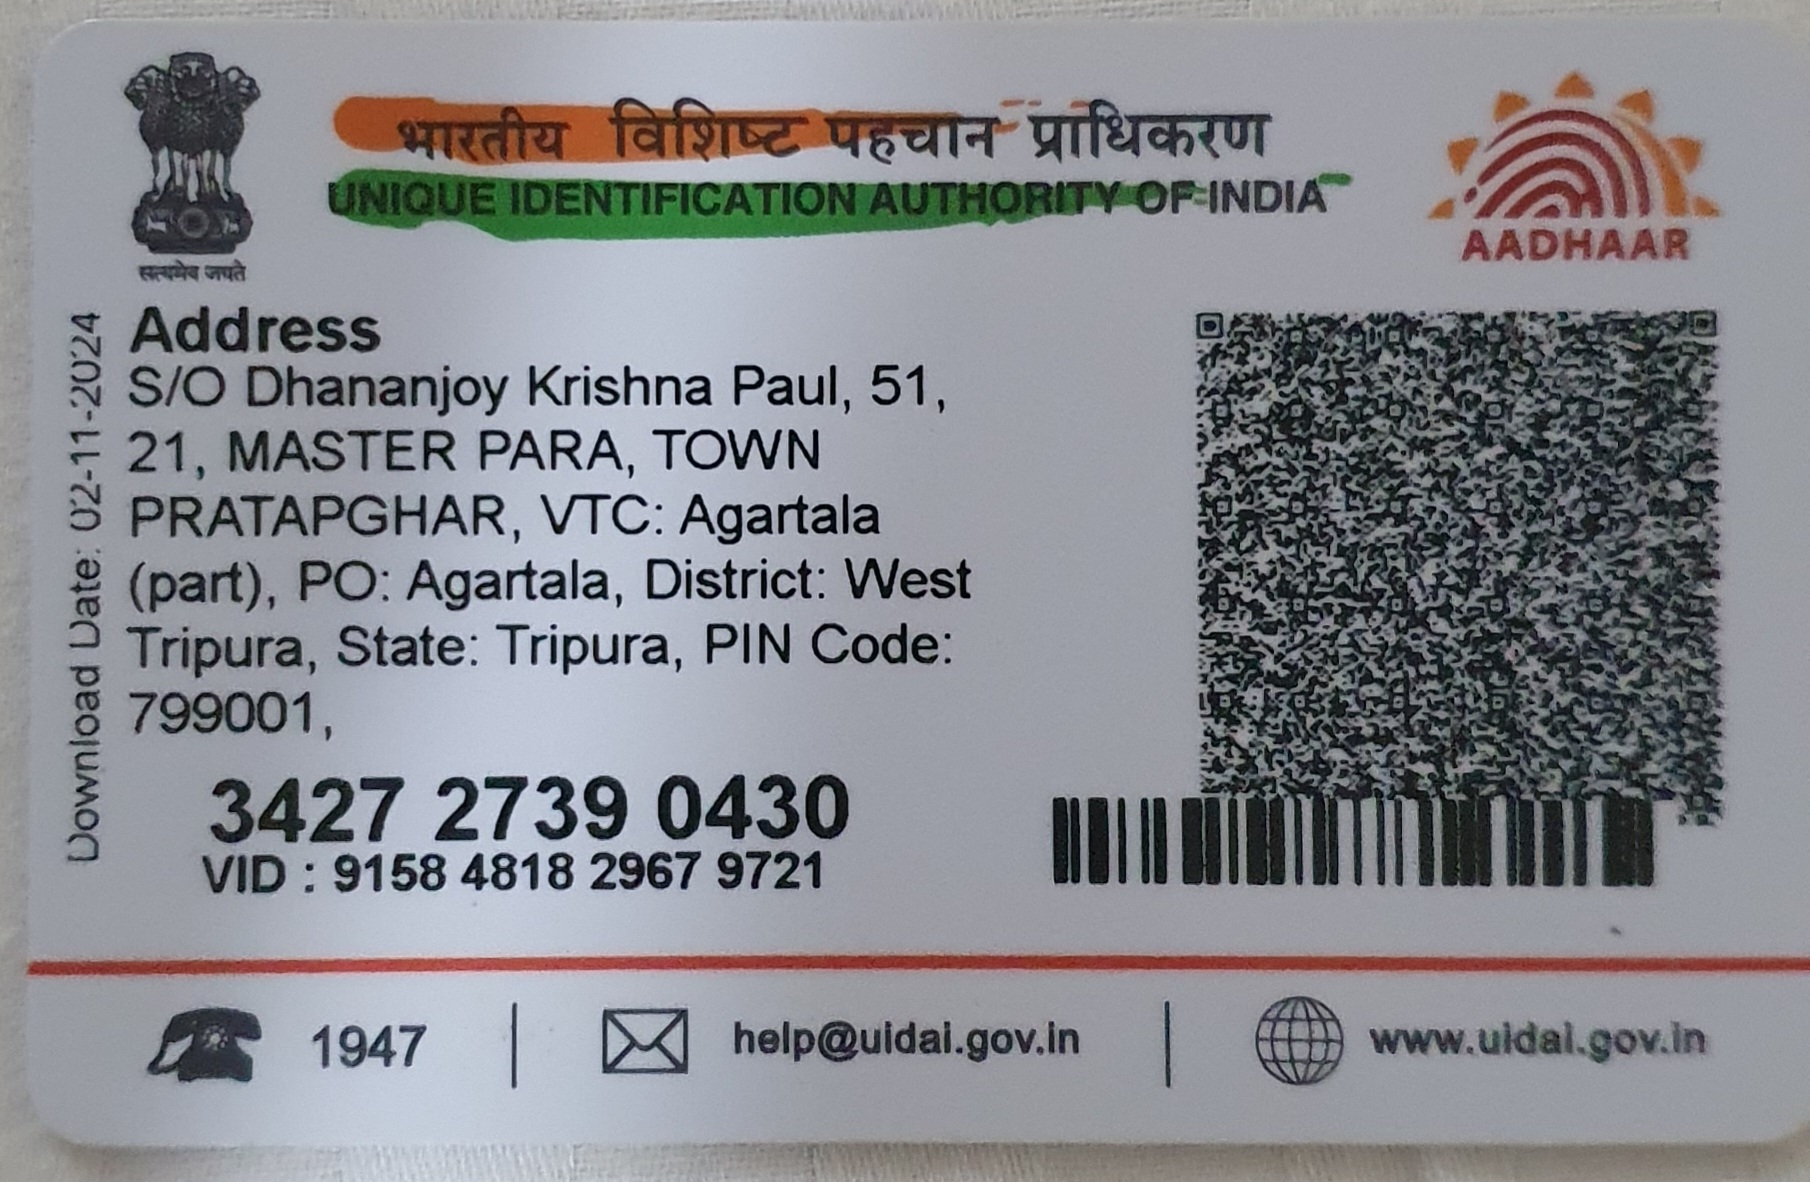 भारतीय विशिष्ट पहचान प्राधिकरण
UNIQUE IDENTIFICATION AUTHORITY OF INDIA
सत्यमेव जयते
AADHAAR
Download Date: 02-11-2024
Address
S/O Dhananjoy Krishna Paul, 51,
21, MASTER PARA, TOWN
PRATAPGHAR, VTC: Agartala
(part), PO: Agartala, District: West
Tripura, State: Tripura, PIN Code:
799001,
3427 2739 0430
VID : 9158 4818 2967 9721
1947
help@uidai.gov.in
www.uidai.gov.in